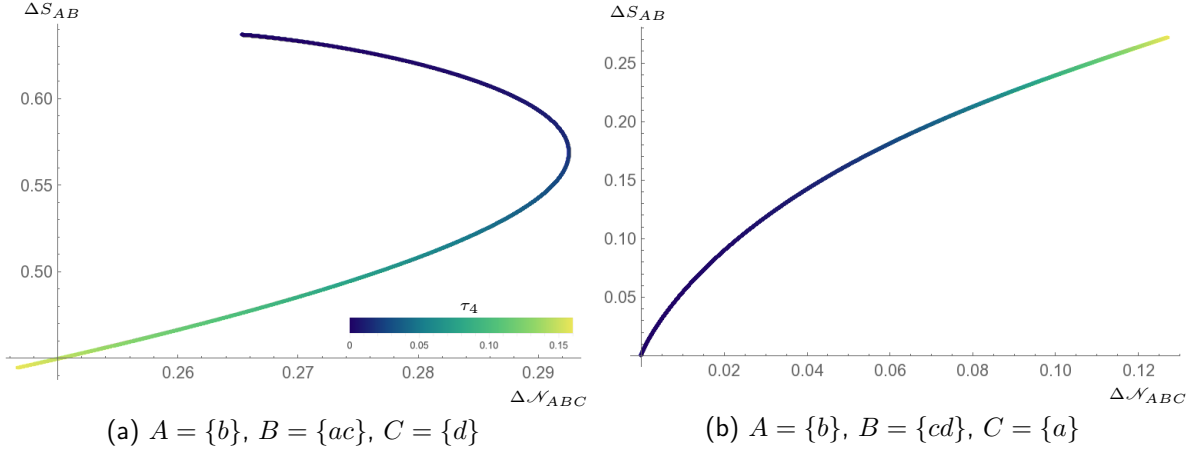 ΔS_AB
0.60
0.55
0.50
τ₄
0 0.05 0.10 0.15
0.26 0.27 0.28 0.29
Δ𝒩_ABC
(a) A = {b}, B = {ac}, C = {d}
ΔS_AB
0.25
0.20
0.15
0.10
0.05
0.02 0.04 0.06 0.08 0.10 0.12
Δ𝒩_ABC
(b) A = {b}, B = {cd}, C = {a}